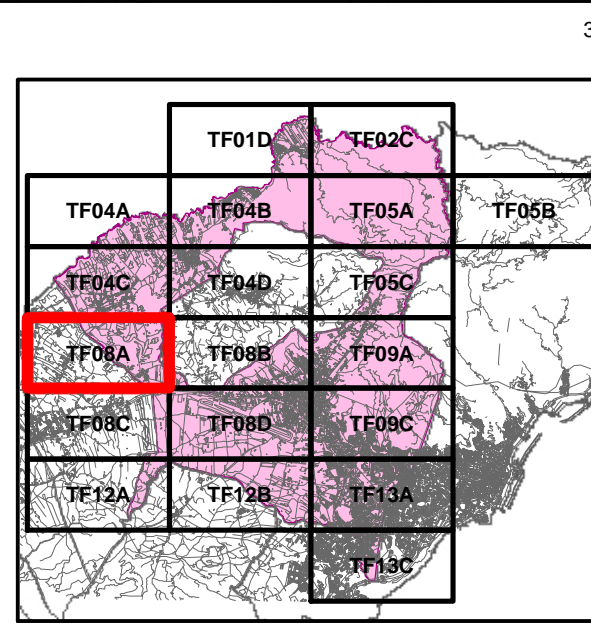 3
TF01D TF02C
TF04A TF04B TF05A TF05B
TF04C TF04D TF05C
TF08A TF08B TF09A
TF08C TF08D TF09C
TF12A TF12B TF13A
TF13C